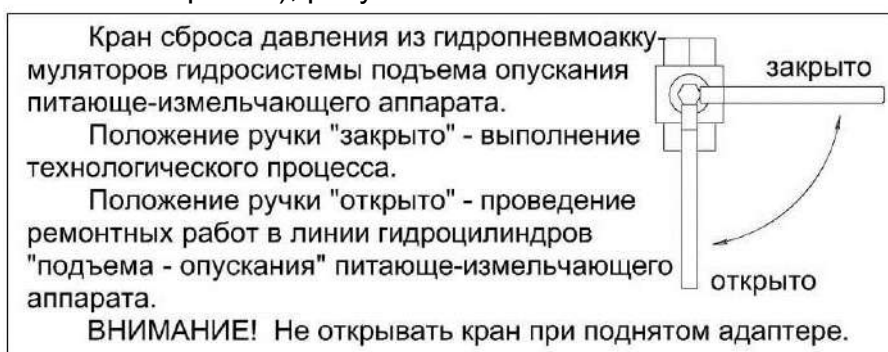 Кран сброса давления из гидропневмоакку-
муляторов гидросистемы подъема опускания
питающе-измельчающего аппарата.
Положение ручки "закрыто" - выполнение
технологического процесса.
Положение ручки "открыто" - проведение
ремонтных работ в линии гидроцилиндров
"подъема - опускания" питающе-измельчающего
аппарата.
ВНИМАНИЕ! Не открывать кран при поднятом адаптере.
закрыто
открыто